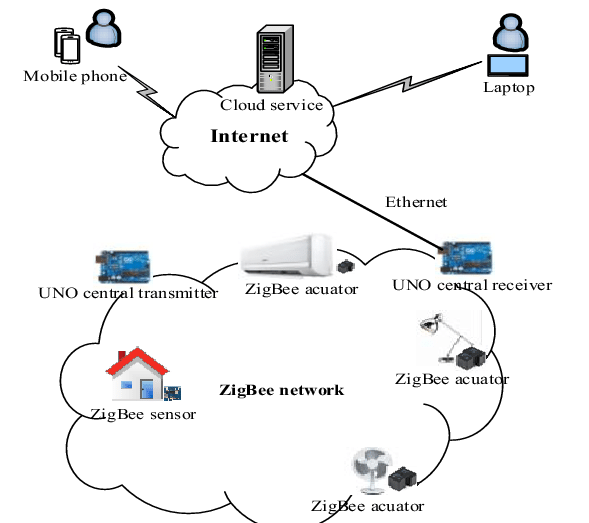 Mobile phone
Cloud service
Laptop
Internet
Ethernet
UNO central transmitter
ZigBee acuator
UNO central receiver
ZigBee acuator
ZigBee sensor
ZigBee network
ZigBee acuator